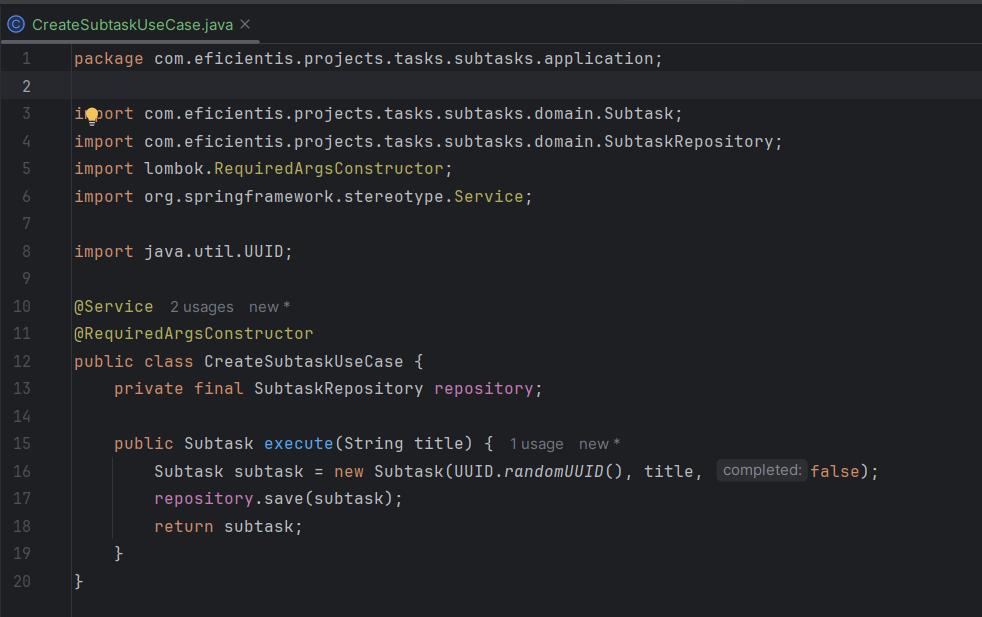 CreateSubtaskUseCase.java
1 package com.eficientis.projects.tasks.subtasks.application;
2
3 import com.eficientis.projects.tasks.subtasks.domain.Subtask;
4 import com.eficientis.projects.tasks.subtasks.domain.SubtaskRepository;
5 import lombok.RequiredArgsConstructor;
6 import org.springframework.stereotype.Service;
7
8 import java.util.UUID;
9
10 @Service 2 usages new *
11 @RequiredArgsConstructor
12 public class CreateSubtaskUseCase {
13     private final SubtaskRepository repository;
14
15     public Subtask execute(String title) { 1 usage new *
16         Subtask subtask = new Subtask(UUID.randomUUID(), title, completed: false);
17         repository.save(subtask);
18         return subtask;
19     }
20 }